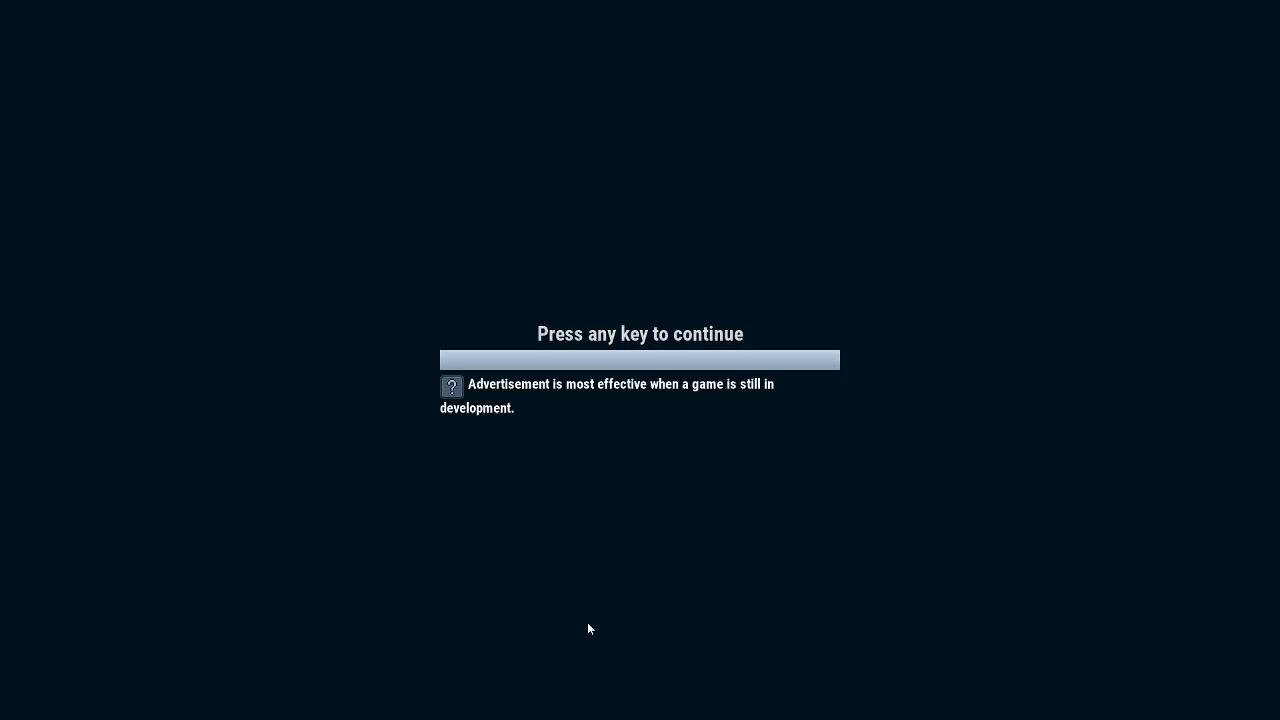 Press any key to continue
? Advertisement is most effective when a game is still in
development.